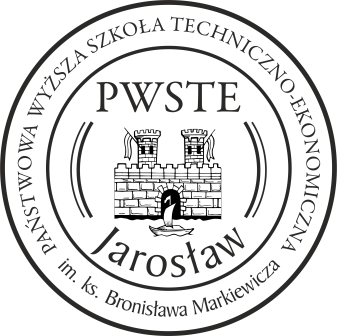 PAŃSTWOWA WYŻSZA SZKOŁA TECHNICZNO-EKONOMICZNA
PWSTE
Jarosław
im. ks. Bronisława Markiewicza